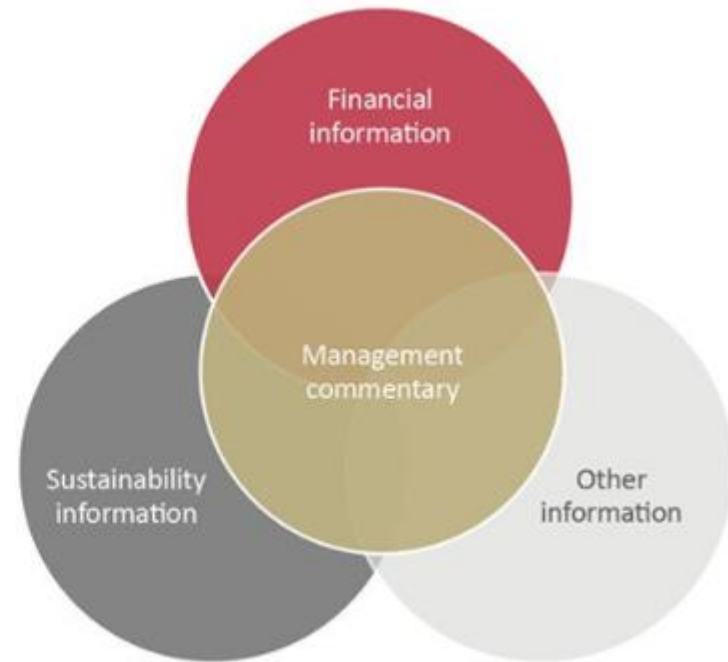 Financial
information
Management
commentary
Sustainability
information
Other
information